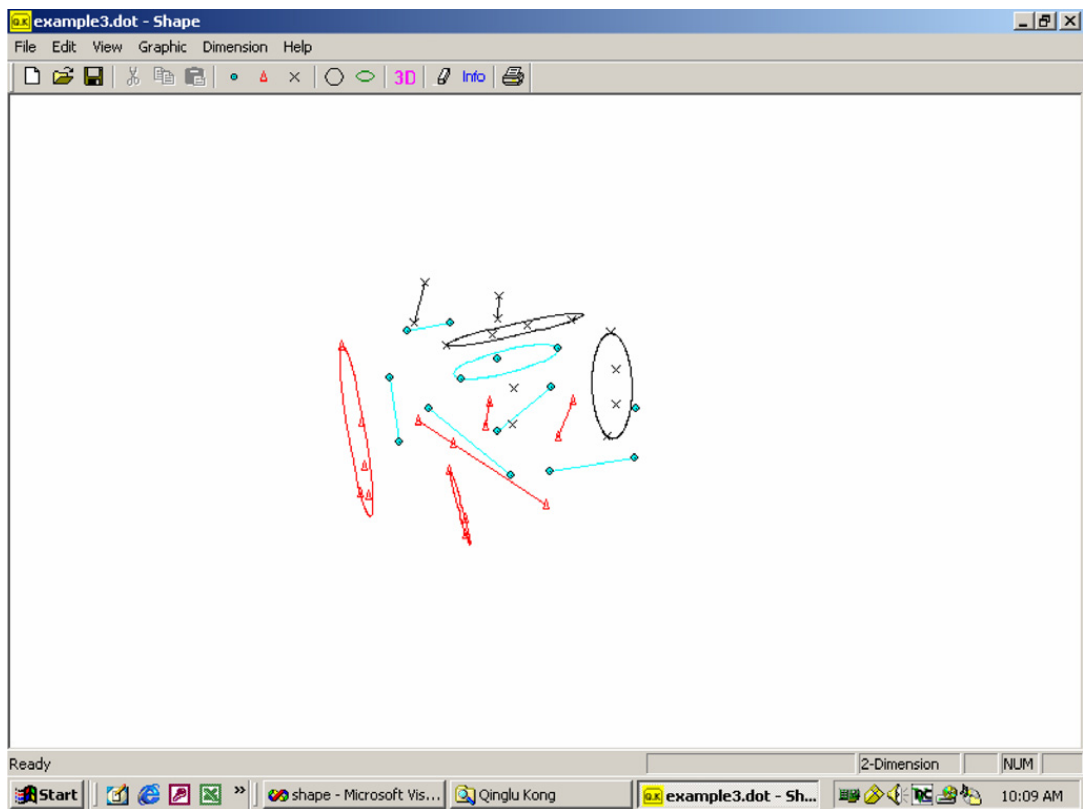 Q.K example3.dot - Shape
File Edit View Graphic Dimension Help
3D Info
Ready 2-Dimension NUM
Start » shape - Microsoft Vis... Qinglu Kong Q.K example3.dot - Sh... 10:09 AM